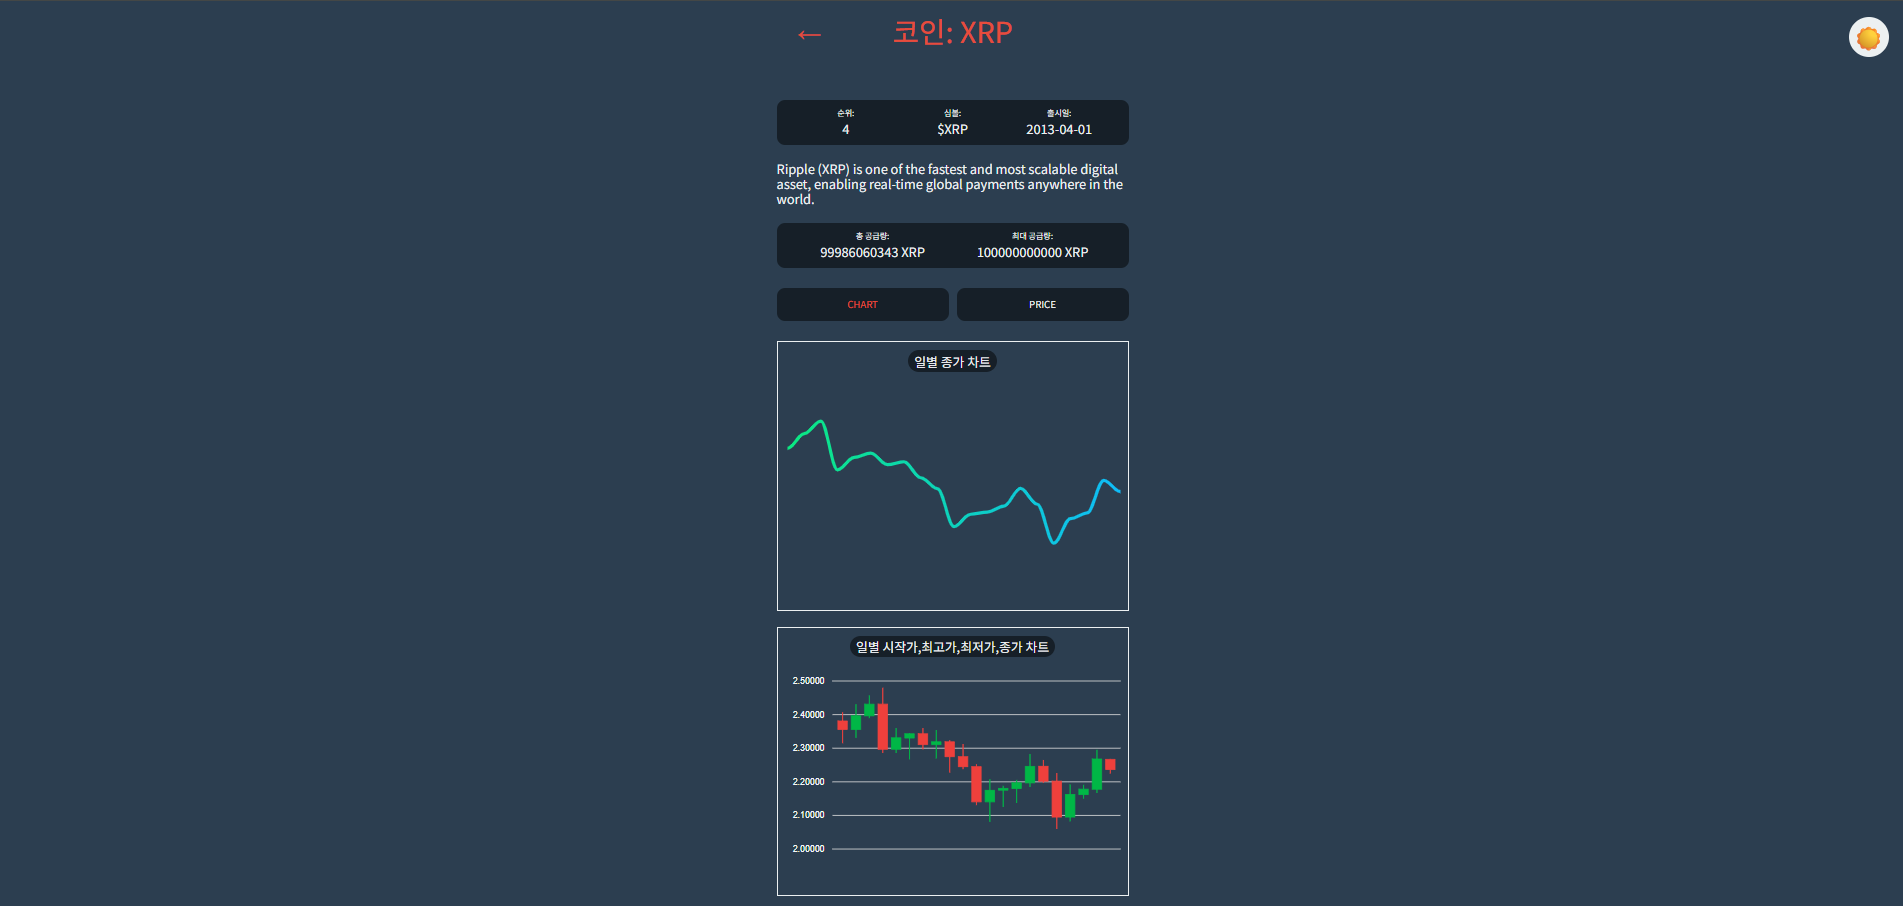 ← 코인: XRP
순위: 심볼: 출시일:
4 $XRP 2013-04-01
Ripple (XRP) is one of the fastest and most scalable digital
asset, enabling real-time global payments anywhere in the
world.
총 공급량: 최대 공급량:
99986060343 XRP 100000000000 XRP
CHART PRICE
일별 종가 차트
일별 시작가,최고가,최저가,종가 차트
2.50000
2.40000
2.30000
2.20000
2.10000
2.00000